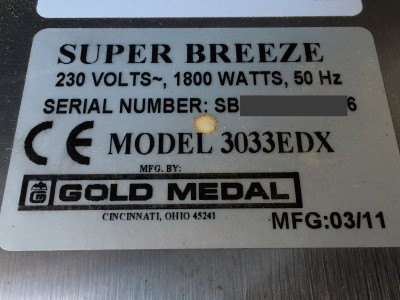 SUPER BREEZE
230 VOLTS~, 1800 WATTS, 50 Hz
SERIAL NUMBER: SB 6
CE MODEL 3033EDX
MFG. BY:
GOLD MEDAL
CINCINNATI, OHIO 45241
MFG:03/11